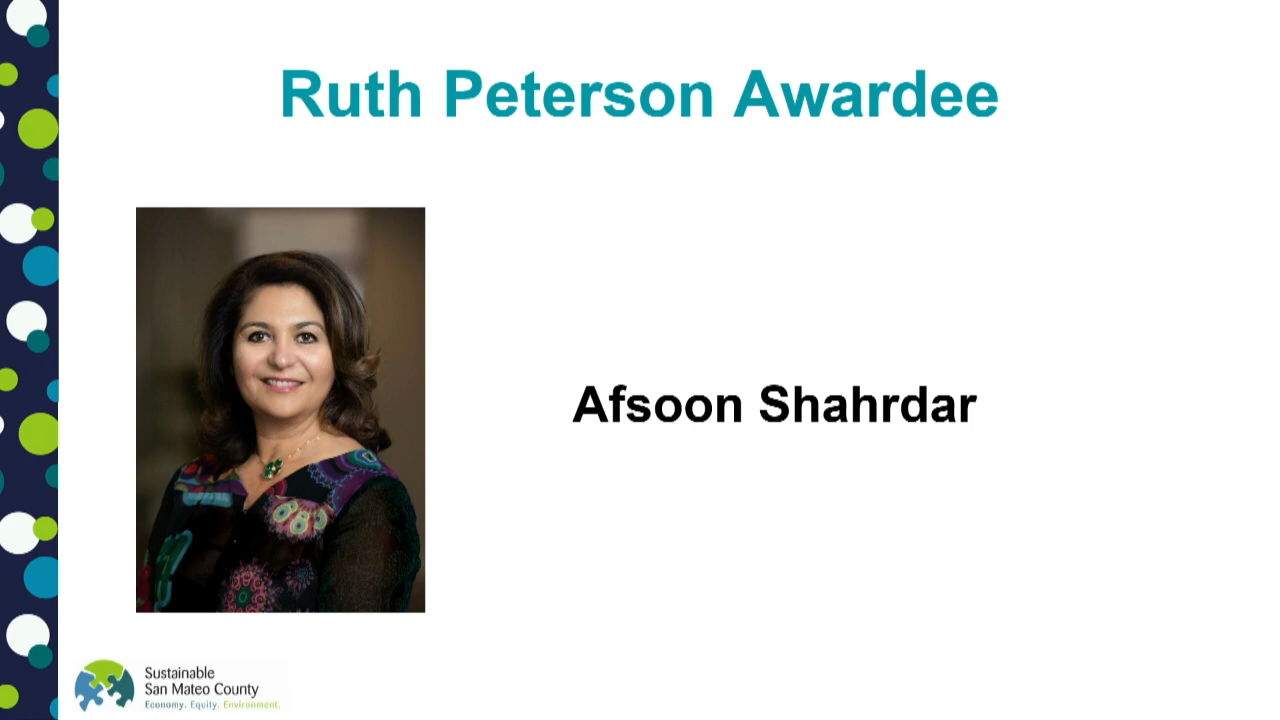 Ruth Peterson Awardee
Afsoon Shahrdar
Sustainable
San Mateo County
Economy. Equity. Environment.